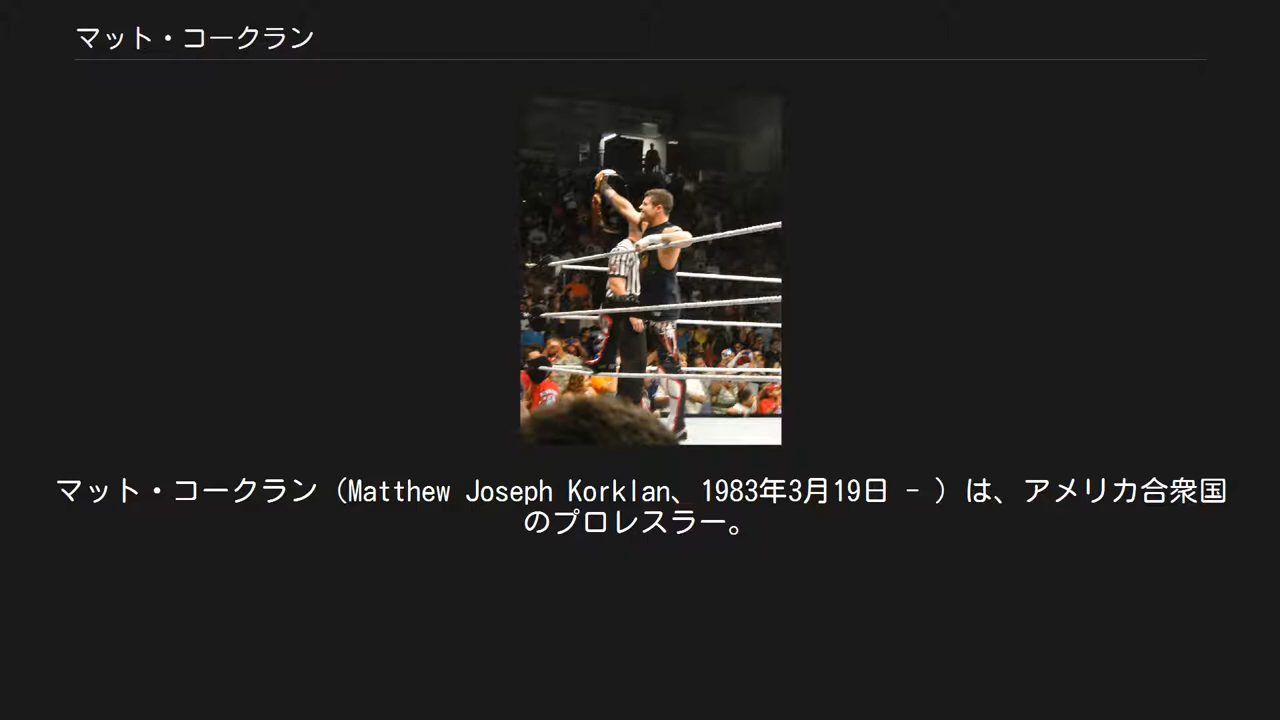 マット・コークラン
マット・コークラン（Matthew Joseph Korklan、1983年3月19日 - ）は、アメリカ合衆国
のプロレスラー。